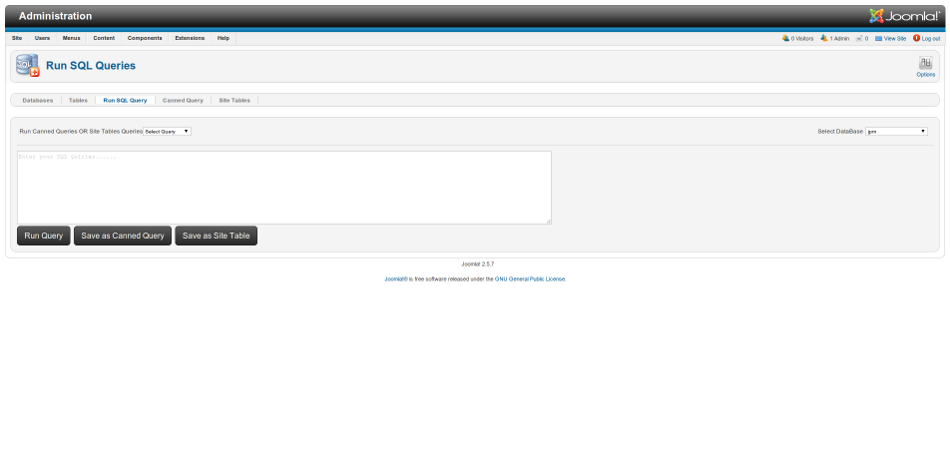 Administration
Joomla!
Site Users Menus Content Components Extensions Help
0 Visitors 1 Admin 0 View Site Log out
SQL
Run SQL Queries
Options
Databases Tables Run SQL Query Canned Query Site Tables
Run Canned Queries OR Site Tables Queries Select Query
Select DataBase
Enter your SQL
Run Query Save as Canned Query Save as Site Table
Joomla! 2.5.7
Joomla!® is free software released under the GNU General Public License.